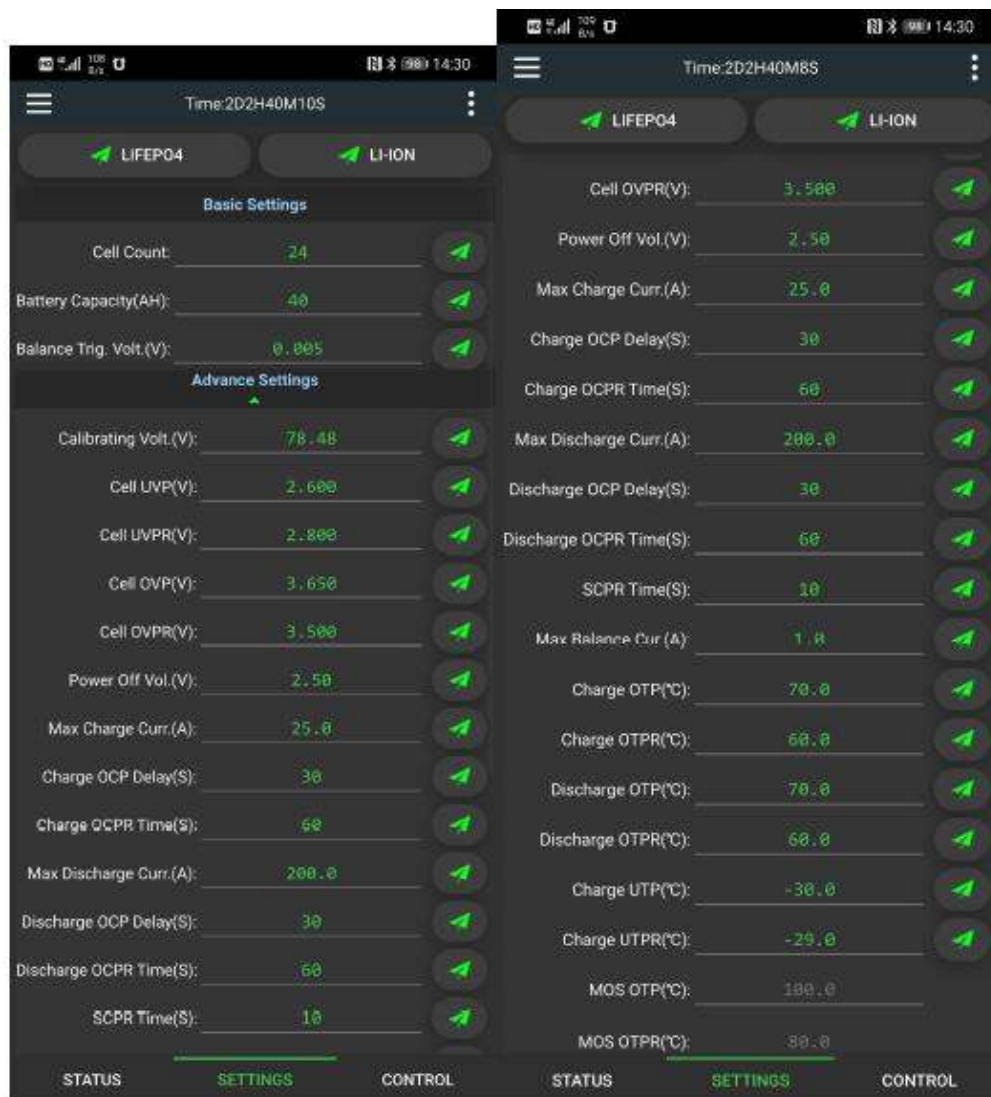 108 B/s 98 14:30
Time:2D2H40M10S
LIFEPO4 LI-ION
Basic Settings
Cell Count: 24
Battery Capacity(AH): 40
Balance Trig. Volt.(V): 0.005
Advance Settings
Calibrating Volt.(V): 78.48
Cell UVP(V): 2.600
Cell UVPR(V): 2.800
Cell OVP(V): 3.650
Cell OVPR(V): 3.500
Power Off Vol.(V): 2.50
Max Charge Curr.(A): 25.0
Charge OCP Delay(S): 30
Charge OCPR Time(S): 60
Max Discharge Curr.(A): 200.0
Discharge OCP Delay(S): 30
Discharge OCPR Time(S): 60
SCPR Time(S): 10
STATUS SETTINGS CONTROL
109 B/s 98 14:30
Time:2D2H40M8S
LIFEPO4 LI-ION
Cell OVPR(V): 3.500
Power Off Vol.(V): 2.50
Max Charge Curr.(A): 25.0
Charge OCP Delay(S): 30
Charge OCPR Time(S): 60
Max Discharge Curr.(A): 200.0
Discharge OCP Delay(S): 30
Discharge OCPR Time(S): 60
SCPR Time(S): 10
Max Balance Cur.(A): 1.0
Charge OTP(℃): 70.0
Charge OTPR(℃): 60.0
Discharge OTP(℃): 70.0
Discharge OTPR(℃): 60.0
Charge UTP(℃): -30.0
Charge UTPR(℃): -29.0
MOS OTP(℃): 100.0
MOS OTPR(℃): 80.0
STATUS SETTINGS CONTROL